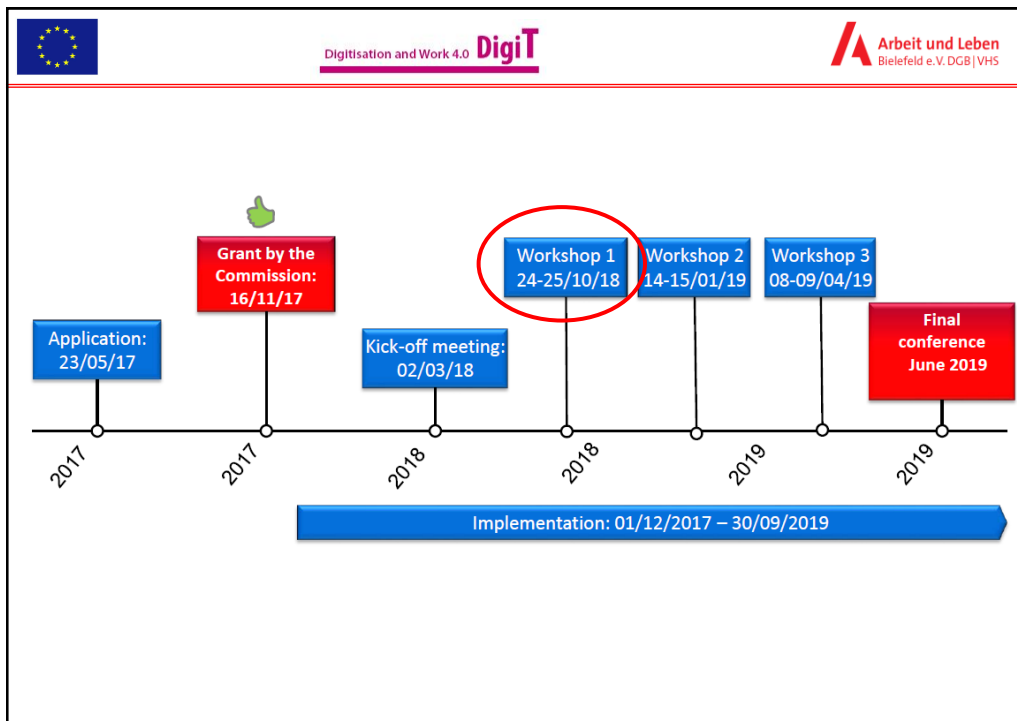 Digitisation and Work 4.0 DigiT
Arbeit und Leben
Bielefeld e.V. DGB|VHS
Grant by the
Commission:
16/11/17
Workshop 1
24-25/10/18
Workshop 2
14-15/01/19
Workshop 3
08-09/04/19
Application:
23/05/17
Kick-off meeting:
02/03/18
Final
conference
June 2019
2017
2017
2018
2018
2019
2019
Implementation: 01/12/2017 – 30/09/2019